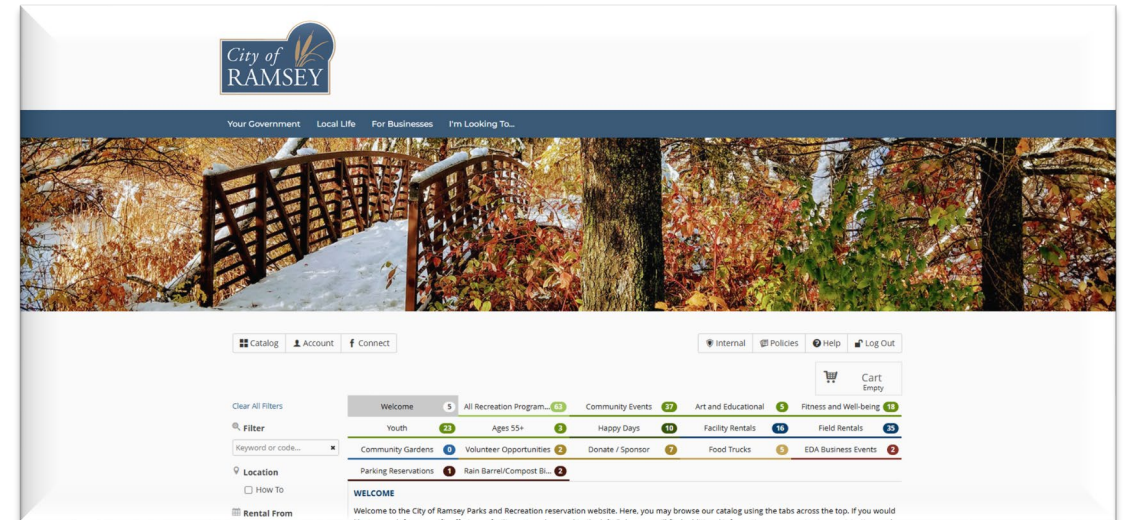 City of
RAMSEY
Your Government Local Life For Businesses I'm Looking To...
Catalog Account Connect Internal Policies Help Log Out
Cart
Empty
Clear All Filters
Welcome 5 All Recreation Program... 63 Community Events 37 Art and Educational 5 Fitness and Well-being 18
Filter
Youth 23 Ages 55+ 3 Happy Days 10 Facility Rentals 16 Field Rentals 35
Keyword or code...
Community Gardens 0 Volunteer Opportunities 2 Donate / Sponsor 7 Food Trucks 5 EDA Business Events 2
Location
Parking Reservations 1 Rain Barrel/Compost Bi... 2
How To
WELCOME
Rental From
Welcome to the City of Ramsey Parks and Recreation reservation website. Here, you may browse our catalog using the tabs across the top. If you would